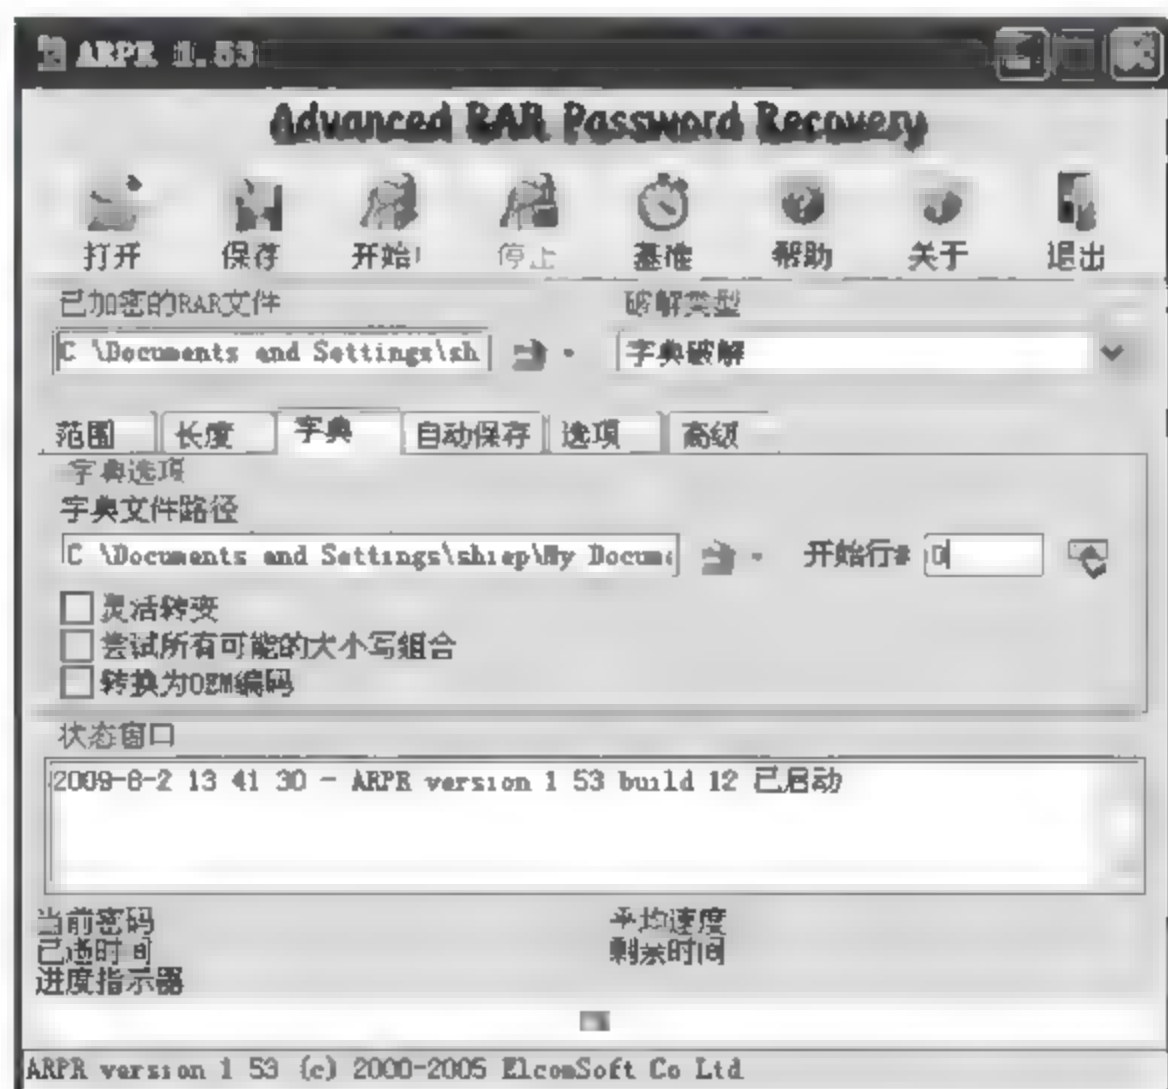 ARPR 1.53
Advanced RAR Password Recovery
打开 保存 开始! 停止 基准 帮助 关于 退出
已加密的RAR文件 破解类型
C \Documents and Settings\sh 字典破解
范围 长度 字典 自动保存 选项 高级
字典选项
字典文件路径
C \Documents and Settings\shiep\My Docum 开始行# 0
灵活转变
尝试所有可能的大小写组合
转换为OEM编码
状态窗口
2009-6-2 13 41 30 - ARPR version 1 53 build 12 已启动
当前密码 平均速度
已逝时间 剩余时间
进度指示器
ARPR version 1 53 (c) 2000-2005 ElcomSoft Co Ltd